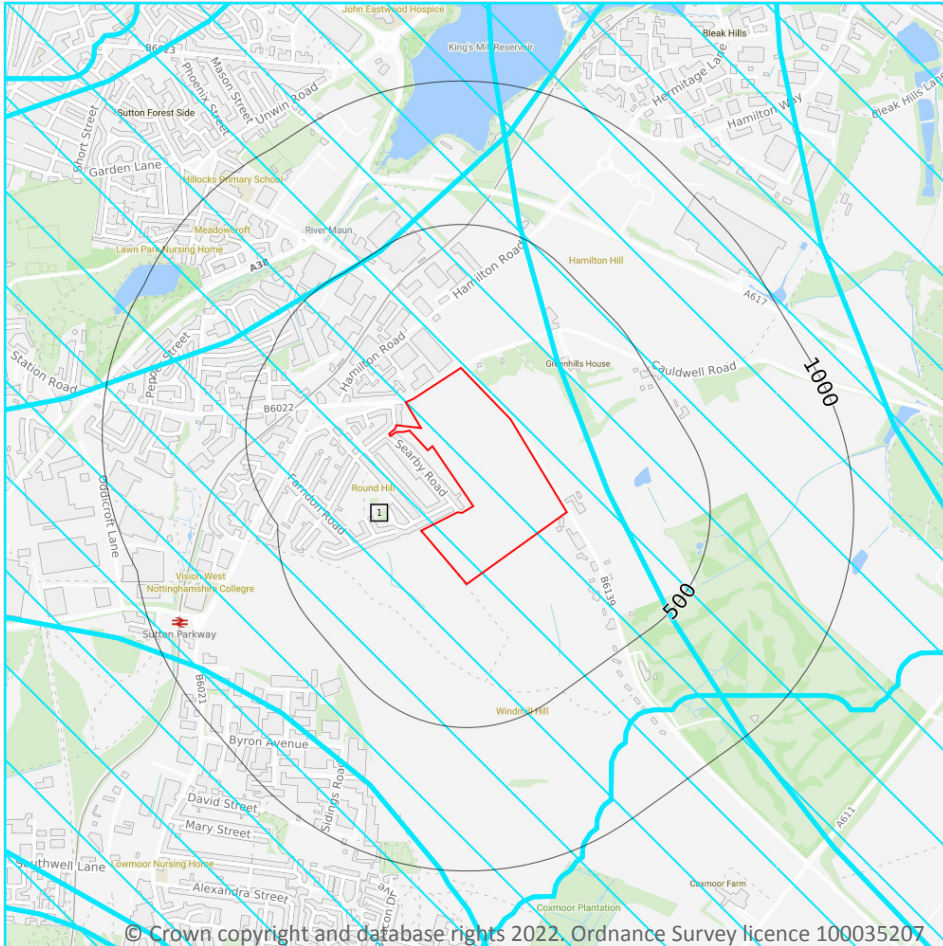 John Eastwood Hospice
Bleak Hills
King's Mill Reservoir
B6023
Mason Street
Phoenix Street
Hermitage Lane
Unwin Road
Sutton Forest Side
Short Street
Hamilton Way
Bleak Hills Lane
Garden Lane
Hillocks Primary School
Meadowcroft
River Maun
Lawn Park Nursing Home
A38
Hamilton Road
Hamilton Hill
A617
Station Road
Hamilton Road
Greenhills House
Cauldwell Road
1000
B6022
Searby Road
Round Hill
Farndon Road
1
Oddicroft Lane
Vision West
Nottinghamshire Collegre
B6139
500
Sutton Parkway
B6021
Windmill Hill
Byron Avenue
Sidings Road
David Street
Mary Street
A611
Southwell Lane
Lowmoor Nursing Home
Alexandra Street
Coxmoor Farm
Coxmoor Plantation
© Crown copyright and database rights 2022. Ordnance Survey licence 100035207